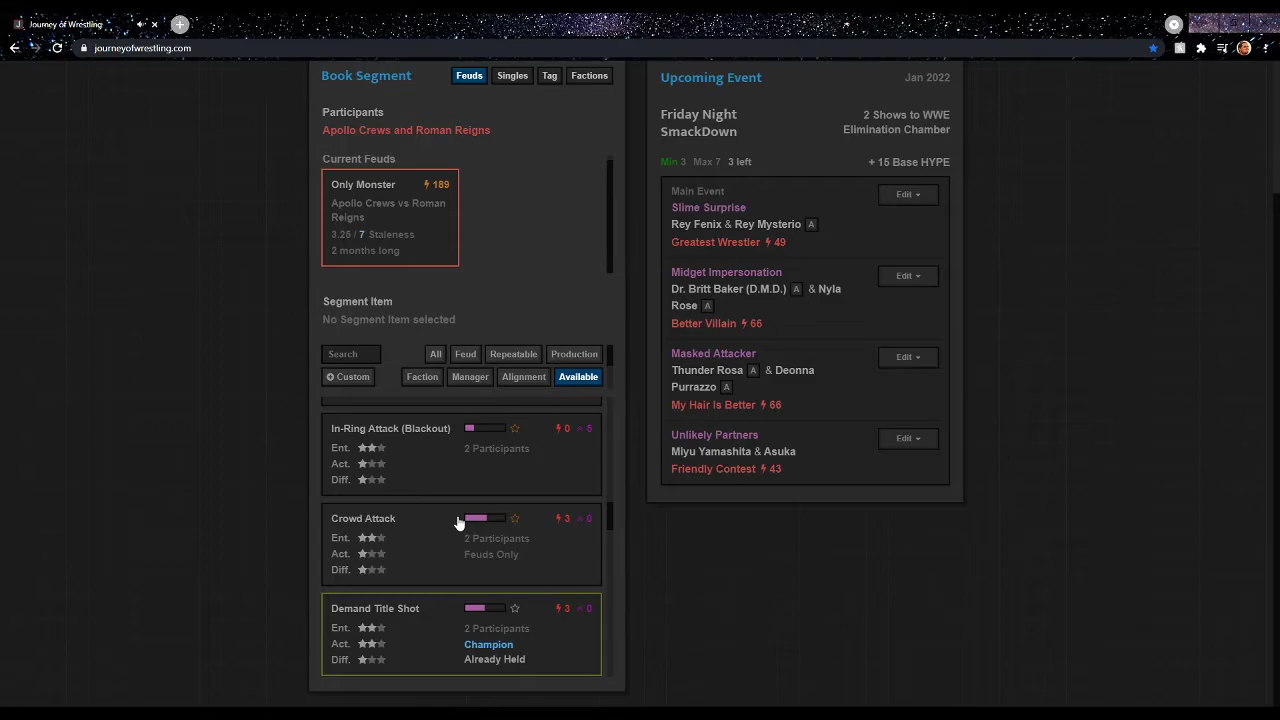 Journey of Wrestling
journeyofwrestling.com
Book Segment
Feuds
Singles
Tag
Factions
Participants
Apollo Crews and Roman Reigns
Current Feuds
Only Monster
189
Apollo Crews vs Roman
Reigns
3.25 / 7 Staleness
2 months long
Segment Item
No Segment Item selected
Search
All
Feud
Repeatable
Production
Custom
Faction
Manager
Alignment
Available
In-Ring Attack (Blackout)
0
5
Ent.
2 Participants
Act.
Diff.
Crowd Attack
3
0
Ent.
2 Participants
Act.
Feuds Only
Diff.
Demand Title Shot
3
0
Ent.
2 Participants
Act.
Champion
Diff.
Already Held
Upcoming Event
Jan 2022
Friday Night
SmackDown
2 Shows to WWE
Elimination Chamber
Min 3 Max 7 3 left
+ 15 Base HYPE
Main Event
Edit
Slime Surprise
Rey Fenix & Rey Mysterio A
Greatest Wrestler 49
Midget Impersonation
Edit
Dr. Britt Baker (D.M.D.) A & Nyla
Rose A
Better Villain 66
Masked Attacker
Edit
Thunder Rosa A & Deonna
Purrazzo A
My Hair Is Better 66
Unlikely Partners
Edit
Miyu Yamashita & Asuka
Friendly Contest 43